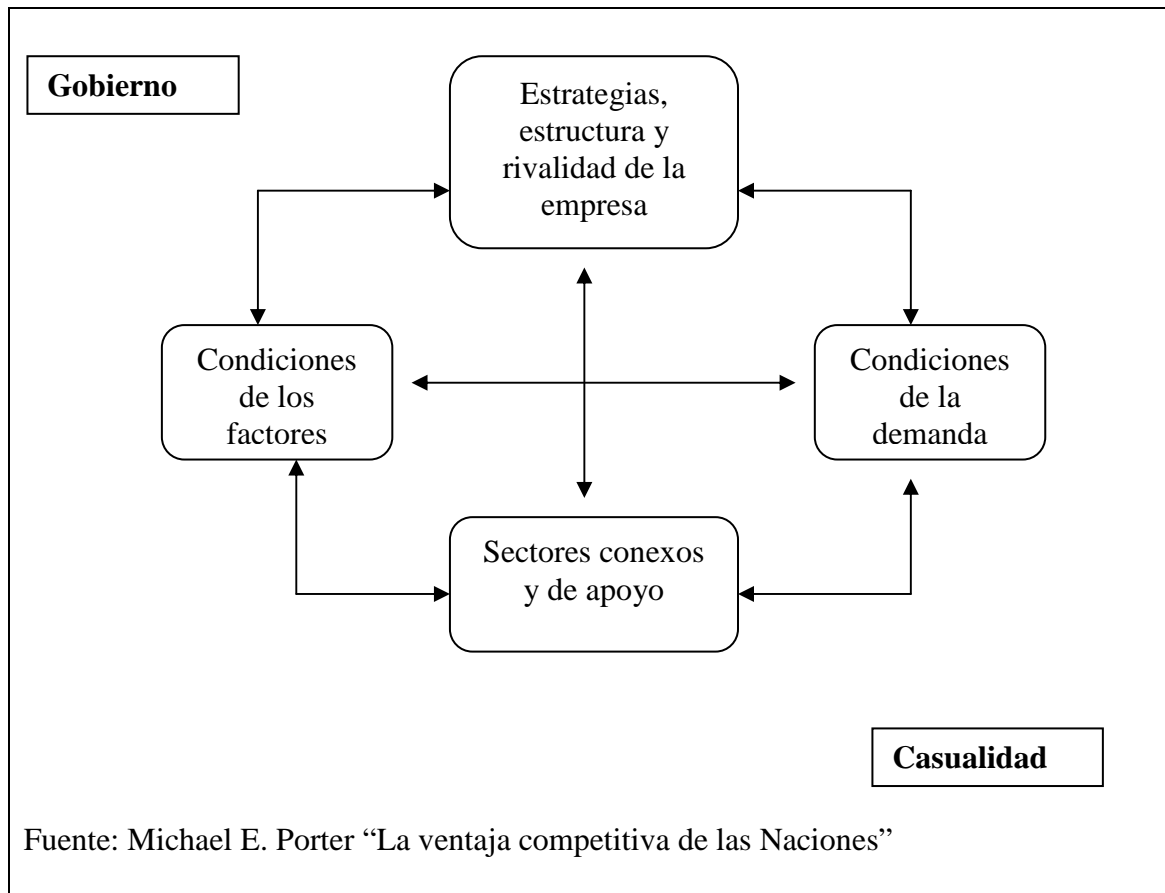 Gobierno
Estrategias,
estructura y
rivalidad de la
empresa
Condiciones
de los
factores
Condiciones
de la
demanda
Sectores conexos
y de apoyo
Casualidad
Fuente: Michael E. Porter “La ventaja competitiva de las Naciones”